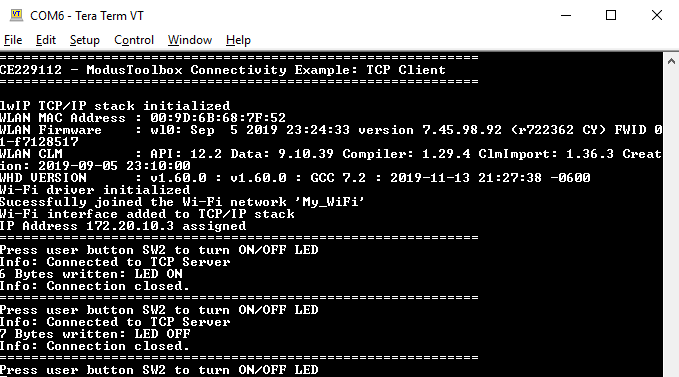 COM6 - Tera Term VT
File Edit Setup Control Window Help
============================================================
CE229112 - ModusToolbox Connectivity Example: TCP Client
============================================================
lwIP TCP/IP stack initialized
WLAN MAC Address : 00:9D:6B:68:7F:52
WLAN Firmware : wl0: Sep 5 2019 23:24:33 version 7.45.98.92 (r722362 CY) FWID 0
1-f7128517
WLAN CLM : API: 12.2 Data: 9.10.39 Compiler: 1.29.4 ClmImport: 1.36.3 Creat
ion: 2019-09-05 23:10:00
WHD VERSION : v1.60.0 : v1.60.0 : GCC 7.2 : 2019-11-13 21:27:38 -0600
Wi-Fi driver initialized
Sucessfully joined the Wi-Fi network 'My_WiFi'
Wi-Fi interface added to TCP/IP stack
IP Address 172.20.10.3 assigned
============================================================
Press user button SW2 to turn ON/OFF LED
Info: Connected to TCP Server
6 Bytes written: LED ON
Info: Connection closed.
============================================================
Press user button SW2 to turn ON/OFF LED
Info: Connected to TCP Server
7 Bytes written: LED OFF
Info: Connection closed.
============================================================
Press user button SW2 to turn ON/OFF LED